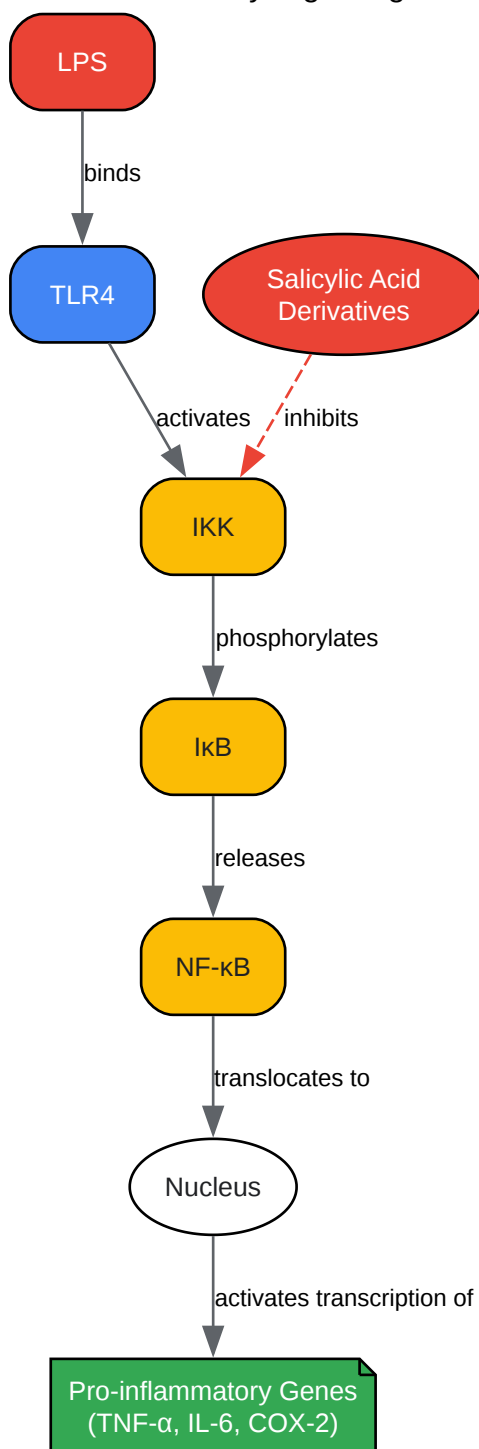 LPS
binds
TLR4
Salicylic Acid
Derivatives
activates
inhibits
IKK
phosphorylates
IκB
releases
NF-κB
translocates to
Nucleus
activates transcription of
Pro-inflammatory Genes
(TNF-α, IL-6, COX-2)